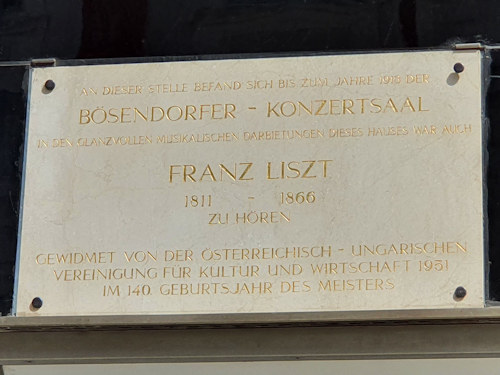 AN DIESER STELLE BEFAND SICH BIS ZUM JAHRE 1918 DER
BÖSENDORFER - KONZERTSAAL
IN DEN GLANZVOLLEN MUSIKALISCHEN DARBIETUNGEN DIESES HAUSES WAR AUCH
FRANZ LISZT
1811 - 1866
ZU HÖREN
GEWIDMET VON DER ÖSTERREICHISCH - UNGARISCHEN
VEREINIGUNG FÜR KULTUR UND WIRTSCHAFT 1951
IM 140. GEBURTSJAHR DES MEISTERS